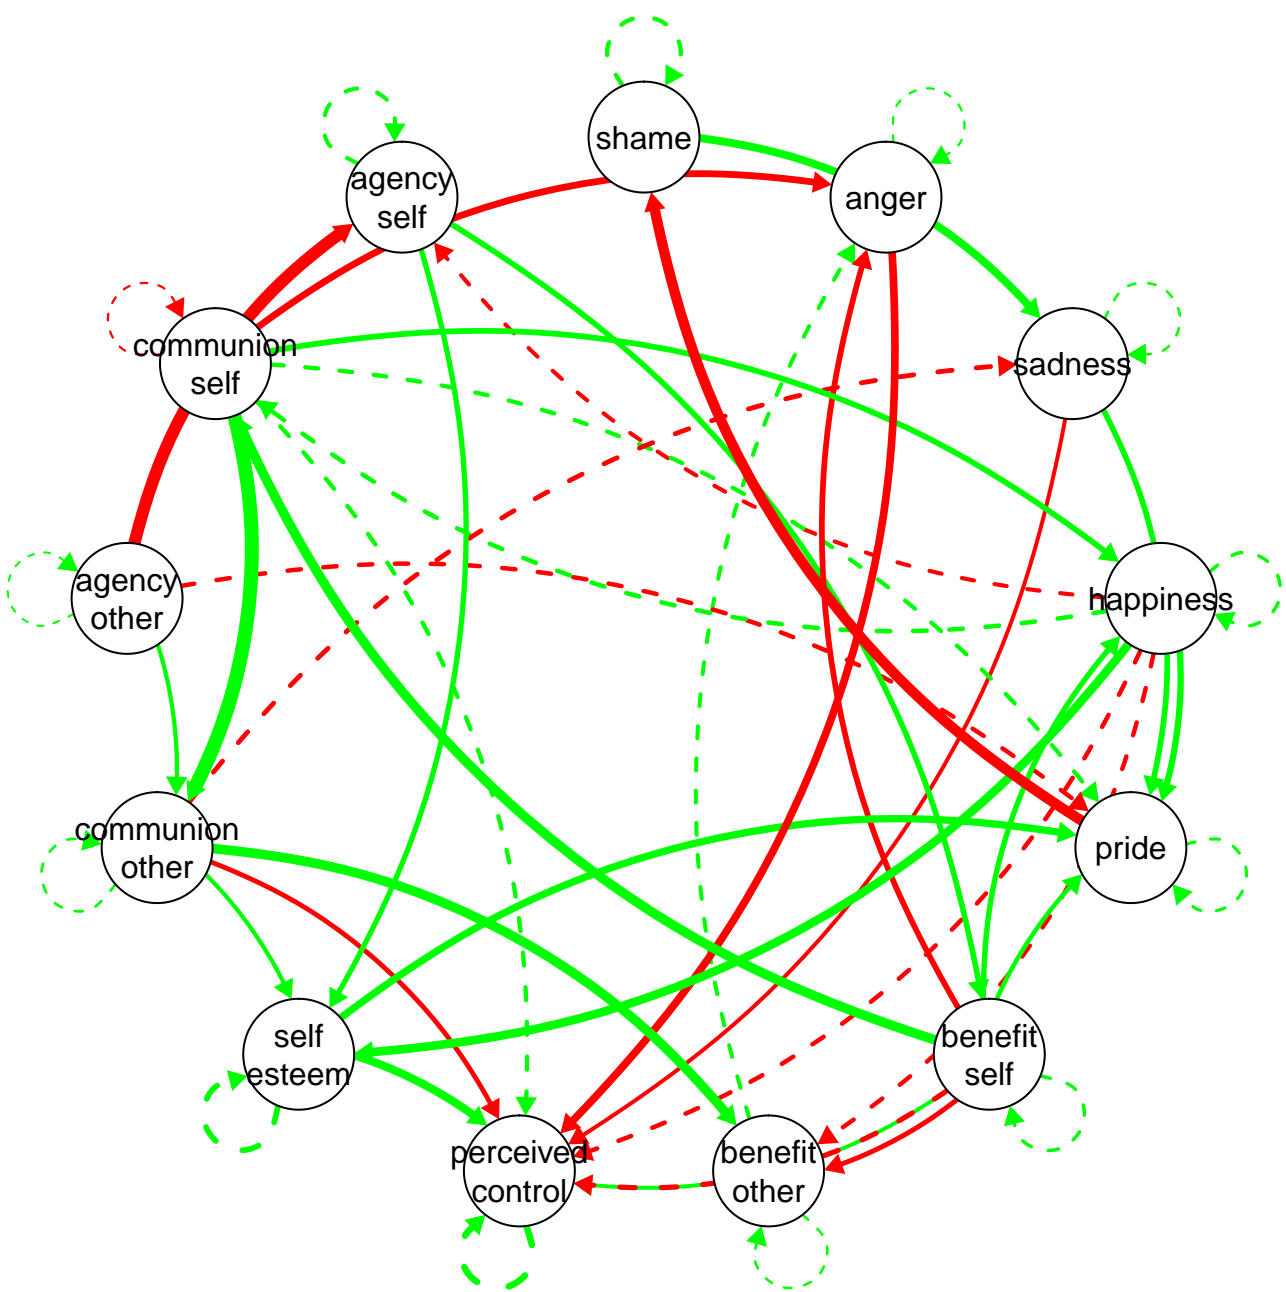 shame
agency
self
anger
communion
self
sadness
agency
other
happiness
communion
other
pride
self
esteem
benefit
self
perceived
control
benefit
other